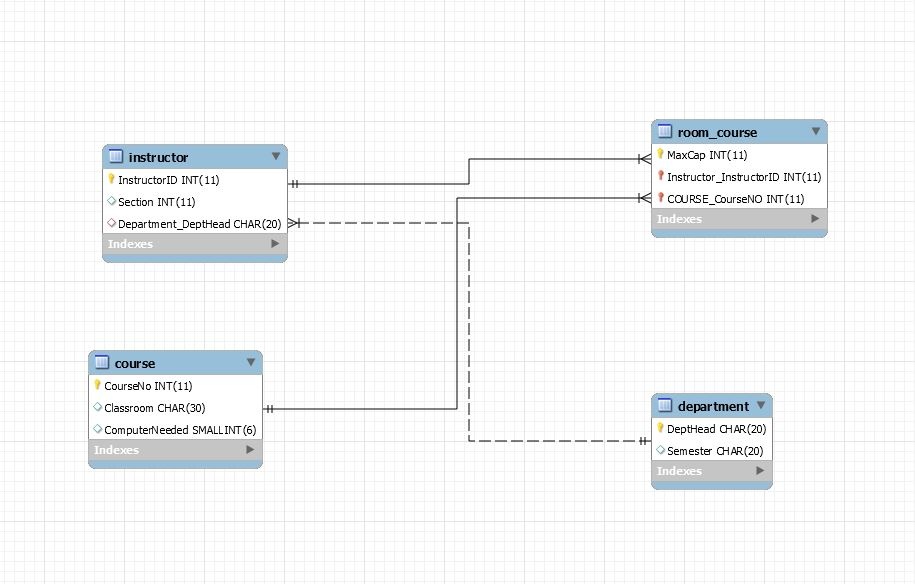 instructor
InstructorID INT(11)
Section INT(11)
Department_DeptHead CHAR(20)
Indexes
room_course
MaxCap INT(11)
Instructor_InstructorID INT(11)
COURSE_CourseNO INT(11)
Indexes
course
CourseNo INT(11)
Classroom CHAR(30)
ComputerNeeded SMALLINT(6)
Indexes
department
DeptHead CHAR(20)
Semester CHAR(20)
Indexes